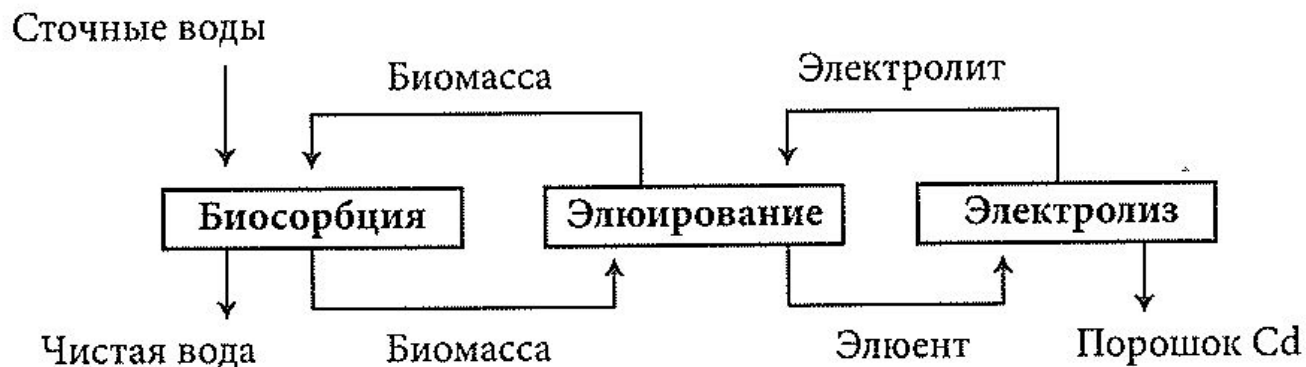 Сточные воды
Биомасса
Электролит
Биосорбция
Элюирование
Электролиз
Чистая вода
Биомасса
Элюент
Порошок Cd